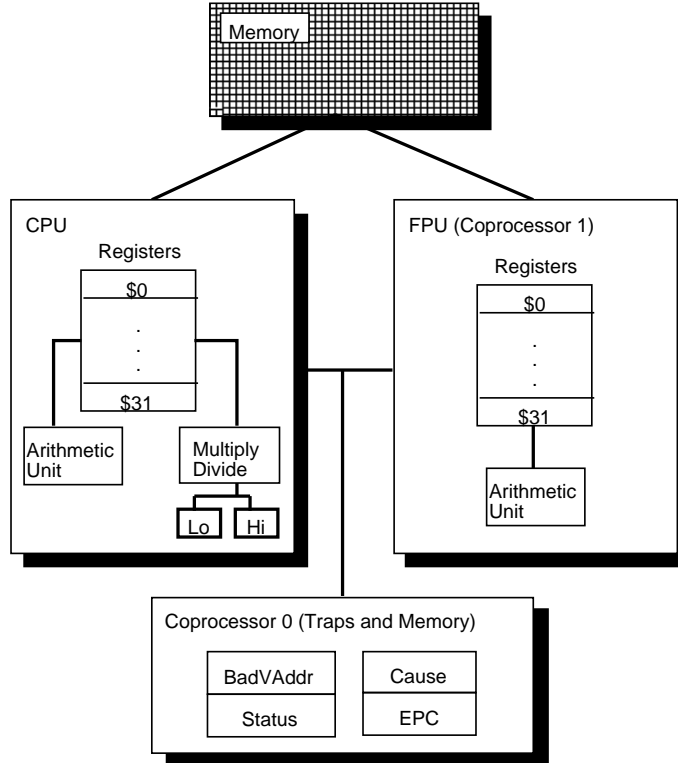 Memory
CPU
Registers
$0
.
.
.
$31
Arithmetic
Unit
Multiply
Divide
Lo
Hi
FPU (Coprocessor 1)
Registers
$0
.
.
.
$31
Arithmetic
Unit
Coprocessor 0 (Traps and Memory)
BadVAddr
Cause
Status
EPC